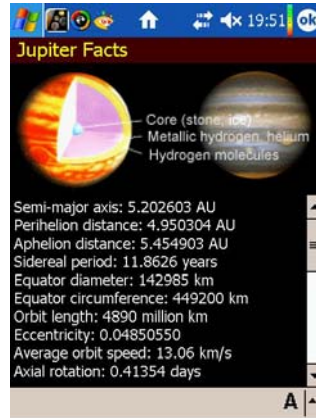 19:51
ok
Jupiter Facts
Core (stone, ice)
Metallic hydrogen, helium
Hydrogen molecules
Semi-major axis: 5.202603 AU
Perihelion distance: 4.950304 AU
Aphelion distance: 5.454903 AU
Sidereal period: 11.8626 years
Equator diameter: 142985 km
Equator circumference: 449200 km
Orbit length: 4890 million km
Eccentricity: 0.04850550
Average orbit speed: 13.06 km/s
Axial rotation: 0.41354 days
A